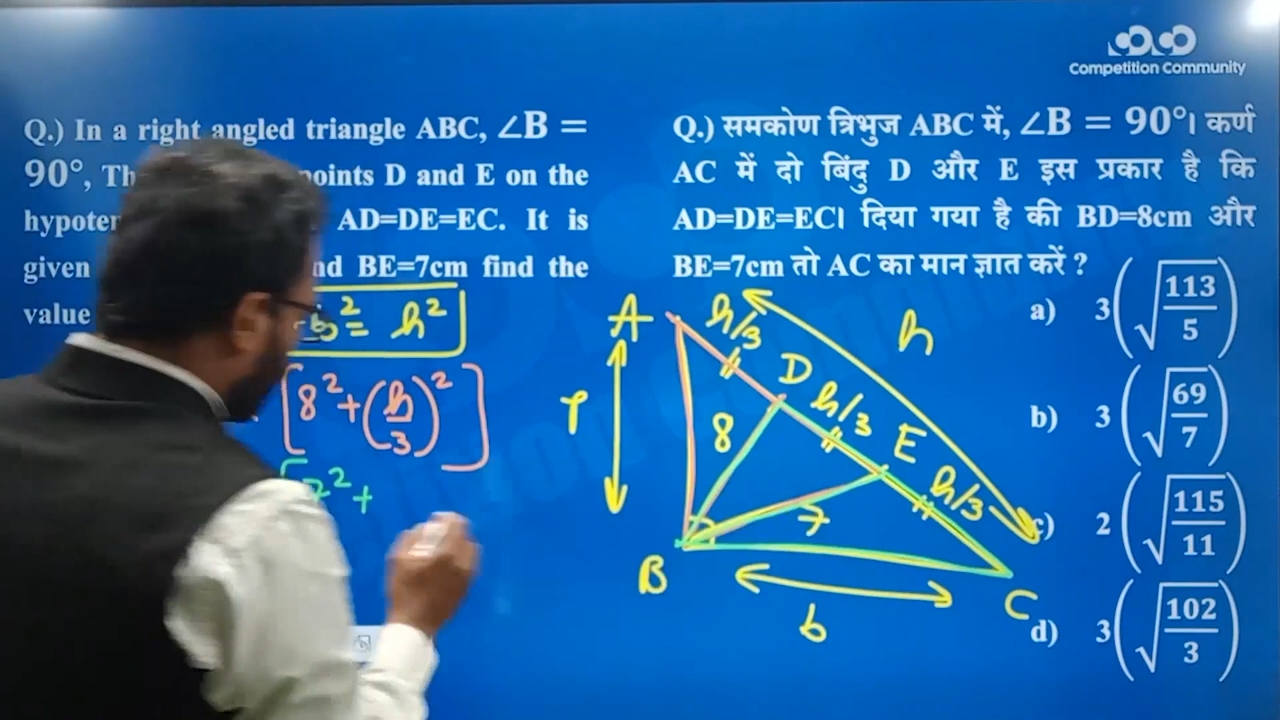 Competition Community
Q.) In a right angled triangle ABC, ∠B =
90°, Th points D and E on the
hypoten AD=DE=EC. It is
given nd BE=7cm find the
value
Q.) समकोण त्रिभुज ABC में, ∠B = 90°। कर्ण
AC में दो बिंदु D और E इस प्रकार है कि
AD=DE=EC। दिया गया है की BD=8cm और
BE=7cm तो AC का मान ज्ञात करें ?
a) 3(√(113/5))
b) 3(√(69/7))
c) 2(√(115/11))
d) 3(√(102/3))
b² = h²
[8²+(h/3)²]
[7²+
A
h/3
h
D
8
h/3
E
h/3
7
B
b
C